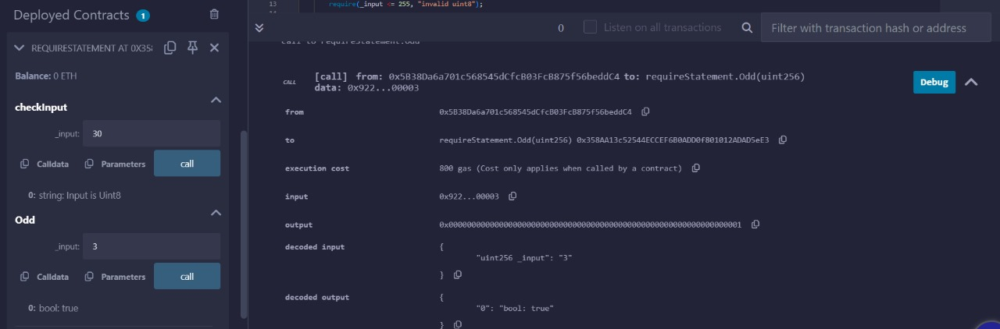 Deployed Contracts 1
REQUIRESTATEMENT AT 0X35
Balance: 0 ETH
checkInput
_input: 30
Calldata Parameters call
0: string: Input is Uint8
Odd
_input: 3
Calldata Parameters call
0: bool: true
13 require(_input <= 255, "invalid uint8");
0 Listen on all transactions Filter with transaction hash or address
call to requireStatement.Odd
CALL [call] from: 0x5B38Da6a701c568545dCfcB03FcB875f56beddC4 to: requireStatement.Odd(uint256)
data: 0x922...00003
Debug
from 0x5B38Da6a701c568545dCfcB03FcB875f56beddC4
to requireStatement.Odd(uint256) 0x358AA13c52544ECCEF6B0ADD0f801012ADAD5eE3
execution cost 800 gas (Cost only applies when called by a contract)
input 0x922...00003
output 0x0000000000000000000000000000000000000000000000000000000000000001
decoded input {
"uint256 _input": "3"
}
decoded output {
"0": "bool: true"
}